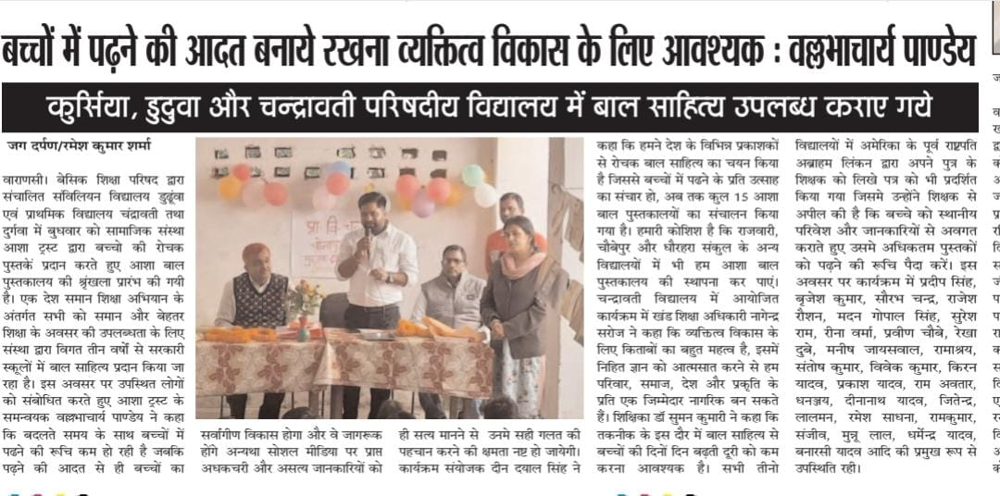 बच्चों में पढ़ने की आदत बनाये रखना व्यक्तित्व विकास के लिए आवश्यक : वल्लभाचार्य पाण्डेय
कुर्सिया, डुदुवा और चन्द्रावती परिषदीय विद्यालय में बाल साहित्य उपलब्ध कराए गये
जग दर्पण/रमेश कुमार शर्मा
वाराणसी। बेसिक शिक्षा परिषद द्वारा
संचालित संविलियन विद्यालय डुढूंवा
एवं प्राथमिक विद्यालय चंद्रावती तथा
दुर्गवा में बुधवार को सामाजिक संस्था
आशा ट्रस्ट द्वारा बच्चो की रोचक
पुस्तकें प्रदान करते हुए आशा बाल
पुस्तकालय की श्रृंखला प्रारंभ की गयी
है। एक देश समान शिक्षा अभियान के
अंतर्गत सभी को समान और बेहतर
शिक्षा के अवसर की उपलब्धता के लिए
संस्था द्वारा विगत तीन वर्षों से सरकारी
स्कूलों में बाल साहित्य प्रदान किया जा
रहा है। इस अवसर पर उपस्थित लोगों
को संबोधित करते हुए आशा ट्रस्ट के
समन्वयक वल्लभाचार्य पाण्डेय ने कहा
कि बदलते समय के साथ बच्चों में
पढने की रूचि कम हो रही है जबकि
पढ़ने की आदत से ही बच्चों का
सर्वांगीण विकास होगा और वे जागरूक
होंगे अन्यथा सोशल मीडिया पर प्राप्त
अधकचरी और असत्य जानकारियों को
ही सत्य मानने से उनमे सही गलत की
पहचान करने की क्षमता नष्ट हो जायेगी।
कार्यक्रम संयोजक दीन दयाल सिंह ने
कहा कि हमने देश के विभिन्न प्रकाशकों
से रोचक बाल साहित्य का चयन किया
है जिससे बच्चों में पढने के प्रति उत्साह
का संचार हो, अब तक कुल 15 आशा
बाल पुस्तकालयों का संचालन किया
गया है। हमारी कोशिश है कि राजवारी,
चौबेपुर और धौरहरा संकुल के अन्य
विद्यालयों में भी हम आशा बाल
पुस्तकालय की स्थापना कर पाएं।
चन्द्रावती विद्यालय में आयोजित
कार्यक्रम में खंड शिक्षा अधिकारी नागेन्द्र
सरोज ने कहा कि व्यक्तित्व विकास के
लिए किताबों का बहुत महत्व है, इसमें
निहित ज्ञान को आत्मसात करने से हम
परिवार, समाज, देश और प्रकृति के
प्रति एक जिम्मेदार नागरिक बन सकते
हैं। शिक्षिका डॉ सुमन कुमारी ने कहा कि
तकनीक के इस दौर में बाल साहित्य से
बच्चों की दिनों दिन बढ़ती दूरी को कम
करना आवश्यक है। सभी तीनो
विद्यालयों में अमेरिका के पूर्व राष्ट्रपति
अब्राहम लिंकन द्वारा अपने पुत्र के
शिक्षक को लिखे पत्र को भी प्रदर्शित
किया गया जिसमे उन्होंने शिक्षक से
अपील की है कि बच्चे को स्थानीय
परिवेश और जानकारियों से अवगत
कराते हुए उसमे अधिकतम पुस्तकों
को पढ़ने की रूचि पैदा करें। इस
अवसर पर कार्यक्रम में प्रदीप सिंह,
बृजेश कुमार, सौरभ चन्द्र, राजेश
रौशन, मदन गोपाल सिंह, सुरेश
राम, रीना वर्मा, प्रवीण चौबे, रेखा
दुबे, मनीष जायसवाल, रामाश्रय,
संतोष कुमार, विवेक कुमार, किरन
यादव, प्रकाश यादव, राम अवतार,
धनञ्जय, दीनानाथ यादव, जितेन्द्र,
लालमन, रमेश साधना, रामकुमार,
संजीव, मुन्नू लाल, धर्मेन्द्र यादव,
बनारसी यादव आदि की प्रमुख रूप से
उपस्थिति रही।